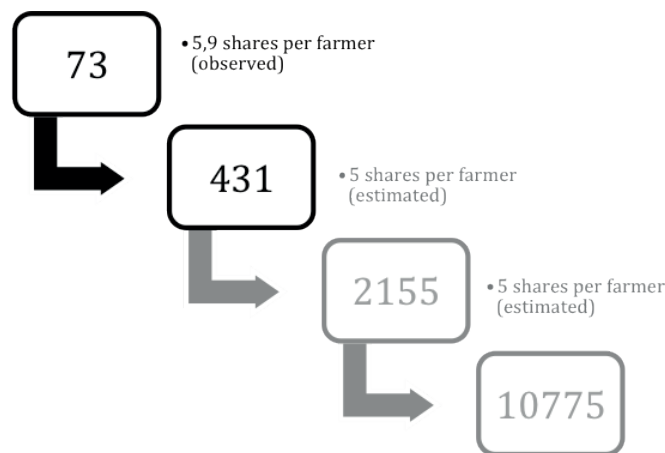 73
• 5,9 shares per farmer
(observed)
431
• 5 shares per farmer
(estimated)
2155
• 5 shares per farmer
(estimated)
10775